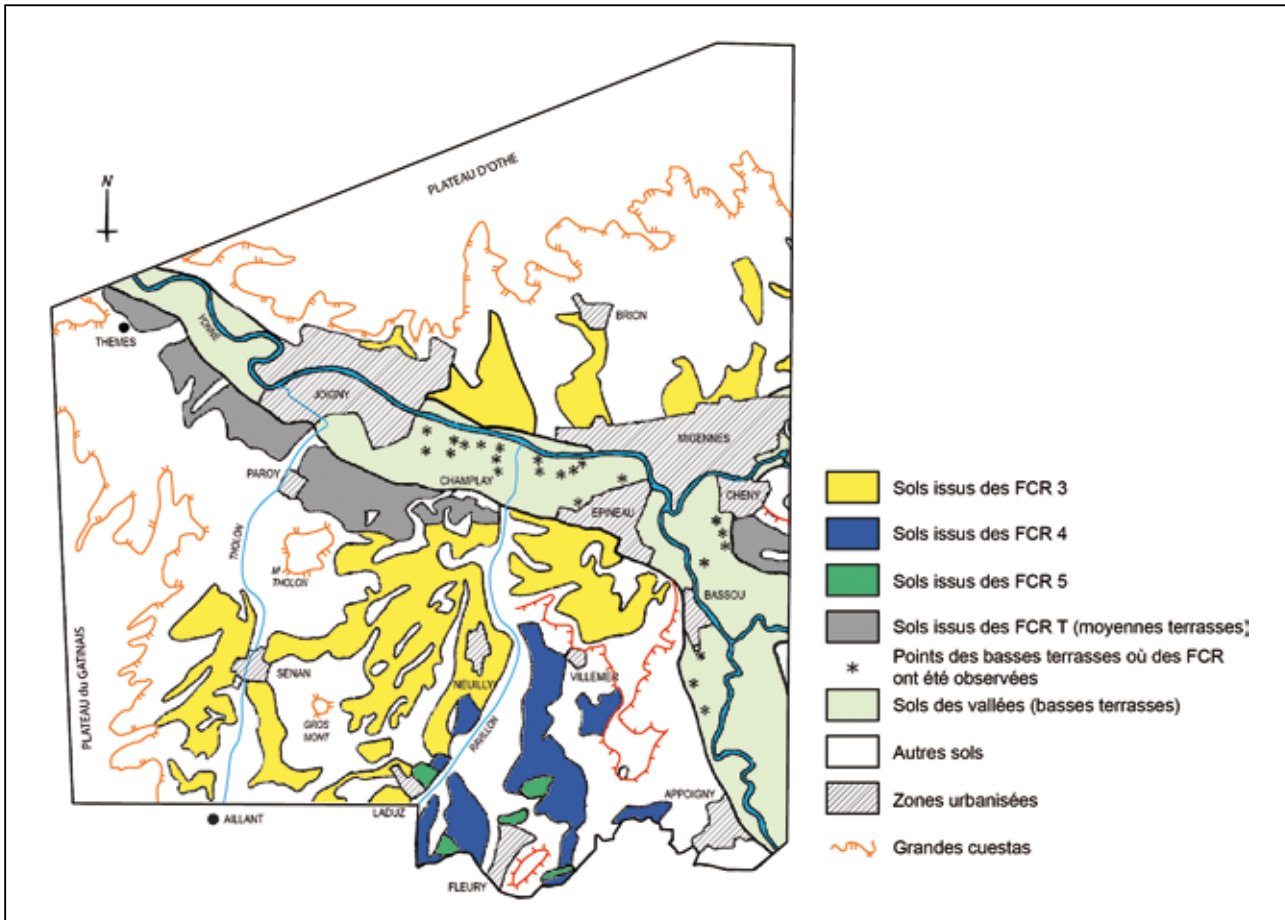 PLATEAU D'OTHE
N
BRION
THEMES
YONNE
JOIGNY
MIGENNES
PAROY
CHAMPLAY
CHENY
EPINEAU
THOLON
M
THOLON
BASSOU
PLATEAU du GATINAIS
SENAN
NEUILLY
VILLEMER
GROS
MONT
RAVILLON
APPOIGNY
LADUZ
AILLANT
FLEURY
Sols issus des FCR 3
Sols issus des FCR 4
Sols issus des FCR 5
Sols issus des FCR T (moyennes terrasses)
* Points des basses terrasses où des FCR
ont été observées
Sols des vallées (basses terrasses)
Autres sols
Zones urbanisées
Grandes cuestas